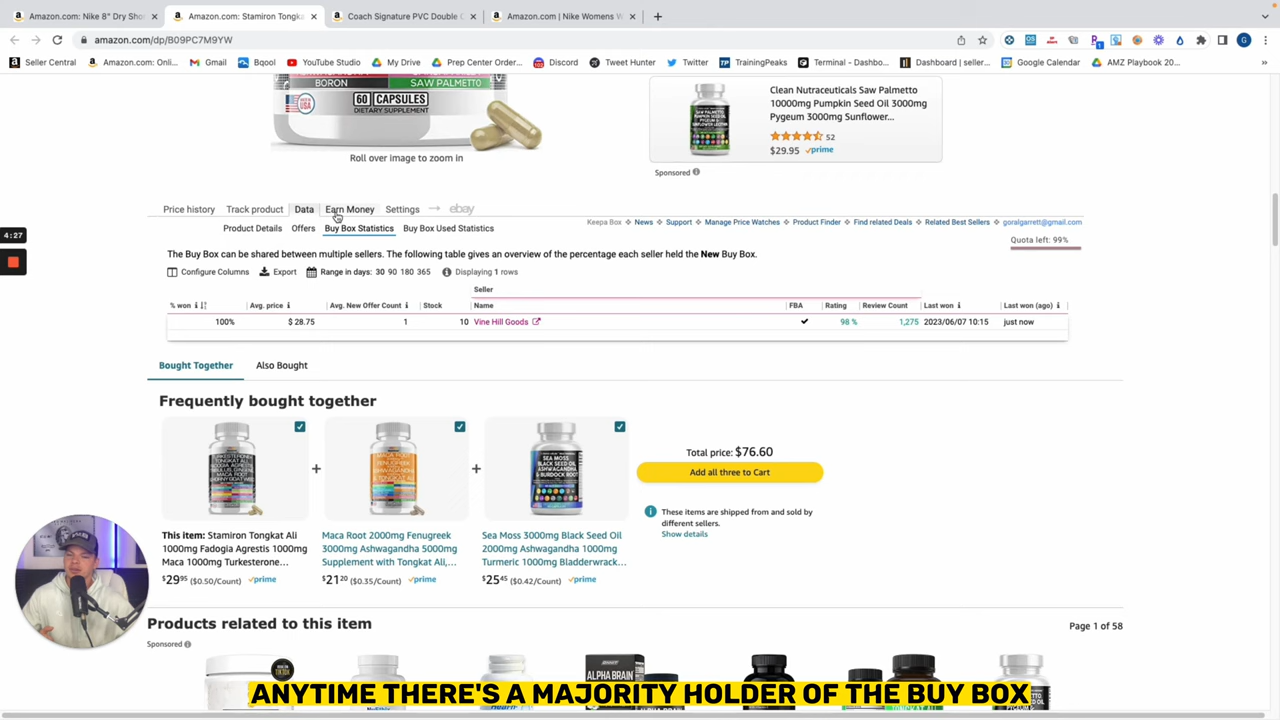 Amazon.com: Nike 8" Dry Sho
Amazon.com: Stamiron Tongka
Coach Signature PVC Double
Amazon.com | Nike Womens W
amazon.com/dp/B09PC7M9YW
Seller Central
Amazon.com: Onli...
Gmail
Bqool
YouTube Studio
My Drive
Prep Center Order...
Discord
Tweet Hunter
Twitter
TrainingPeaks
Terminal - Dashbo...
Dashboard | seller...
Google Calendar
AMZ Playbook 20...
BORON
SAW PALMETTO
60 CAPSULES
DIETARY SUPPLEMENT
Roll over image to zoom in
Clean Nutraceuticals Saw Palmetto
10000mg Pumpkin Seed Oil 3000mg
Pygeum 3000mg Sunflower...
52
$29.95 prime
Sponsored
Price history
Track product
Data
Earn Money
Settings
ebay
Keepa Box
News
Support
Manage Price Watches
Product Finder
Find related Deals
Related Best Sellers
goralgarrett@gmail.com
Product Details
Offers
Buy Box Statistics
Buy Box Used Statistics
4:27
Quota left: 99%
The Buy Box can be shared between multiple sellers. The following table gives an overview of the percentage each seller held the New Buy Box.
Configure Columns
Export
Range in days: 30 90 180 365
Displaying 1 rows
Seller
% won
Avg. price
Avg. New Offer Count
Stock
Name
FBA
Rating
Review Count
Last won
Last won (ago)
100%
$ 28.75
1
10
Vine Hill Goods
98 %
1,275
2023/06/07 10:15
just now
Bought Together
Also Bought
Frequently bought together
Total price: $76.60
Add all three to Cart
These items are shipped from and sold by
different sellers.
Show details
This item: Stamiron Tongkat Ali
1000mg Fadogia Agrestis 1000mg
Maca 1000mg Turkesterone...
$2995 ($0.50/Count) prime
Maca Root 2000mg Fenugreek
3000mg Ashwagandha 5000mg
Supplement with Tongkat Ali,...
$2120 ($0.35/Count) prime
Sea Moss 3000mg Black Seed Oil
2000mg Ashwagandha 1000mg
Turmeric 1000mg Bladderwrack...
$2545 ($0.42/Count) prime
Products related to this item
Page 1 of 58
Sponsored
ALPHA BRAIN
ANYTIME THERE'S A MAJORITY HOLDER OF THE BUY BOX